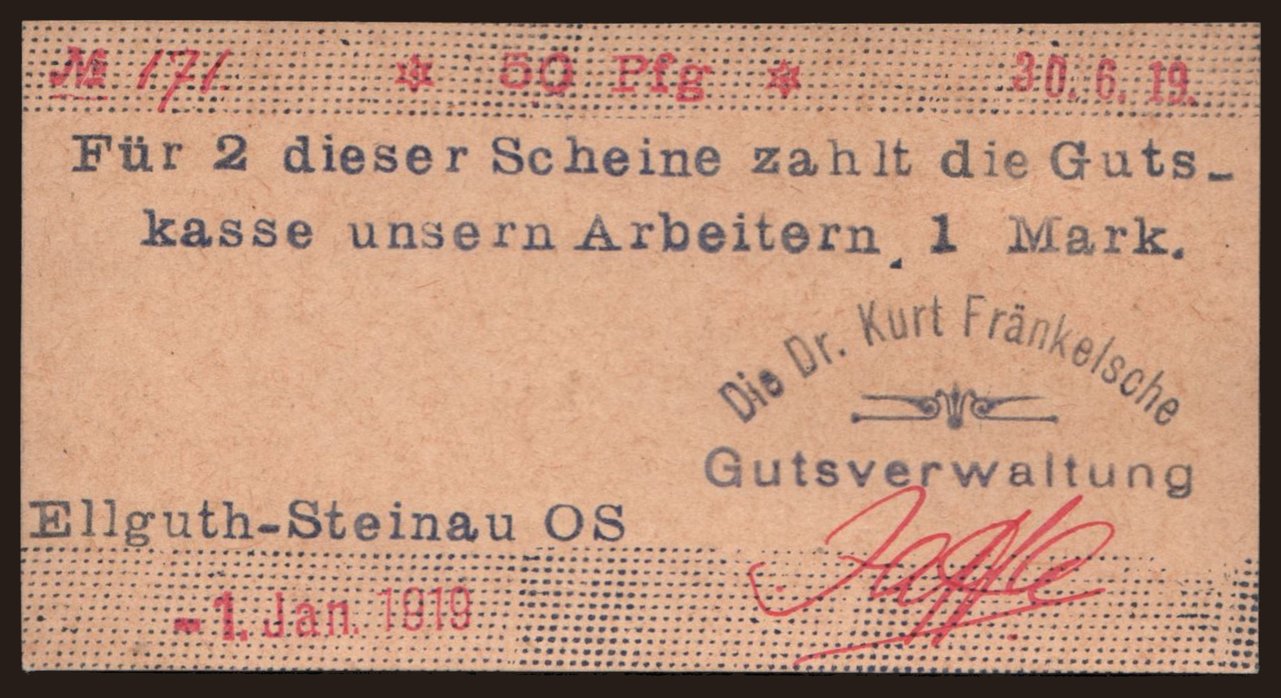 № 171. ✡ 50 Pfg ✡ 30.6.19.
Für 2 dieser Scheine zahlt die Guts-
kasse unsern Arbeitern, 1 Mark.
Die Dr. Kurt Fränkelsche
Gutsverwaltung
Ellguth-Steinau OS
-1. Jan. 1919